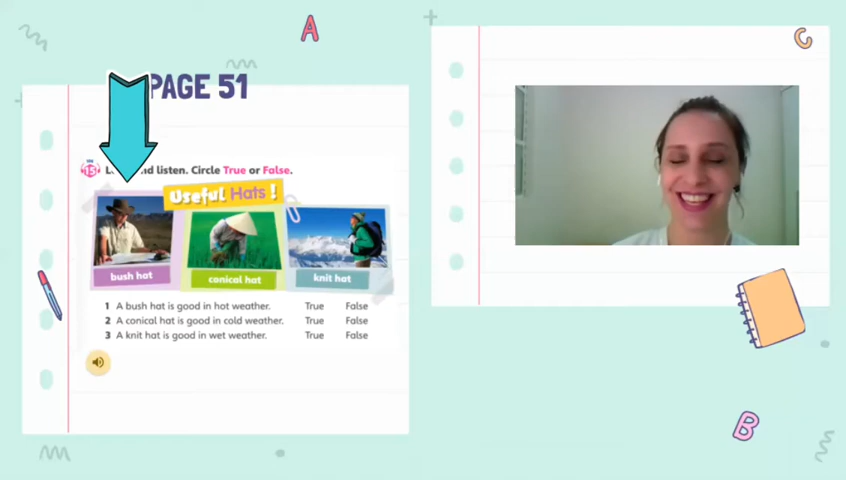 A
C
PAGE 51
15
and listen. Circle True or False.
Useful Hats!
bush hat
conical hat
knit hat
1 A bush hat is good in hot weather. True False
2 A conical hat is good in cold weather. True False
3 A knit hat is good in wet weather. True False
B